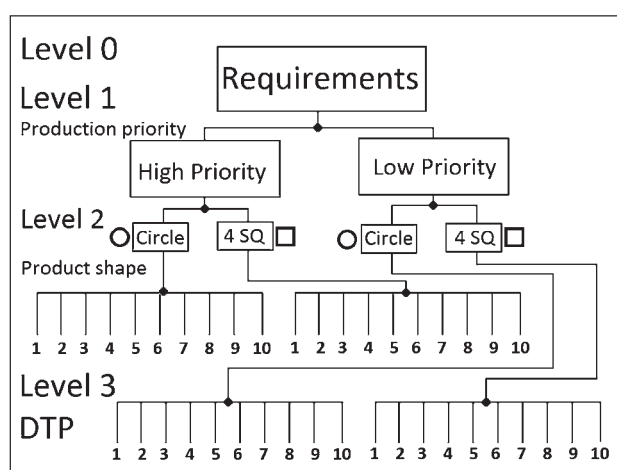 Level 0
Requirements
Level 1
Production priority
High Priority
Low Priority
Level 2
Circle
4 SQ
Circle
4 SQ
Product shape
1 2 3 4 5 6 7 8 9 10
1 2 3 4 5 6 7 8 9 10
Level 3
DTP
1 2 3 4 5 6 7 8 9 10
1 2 3 4 5 6 7 8 9 10